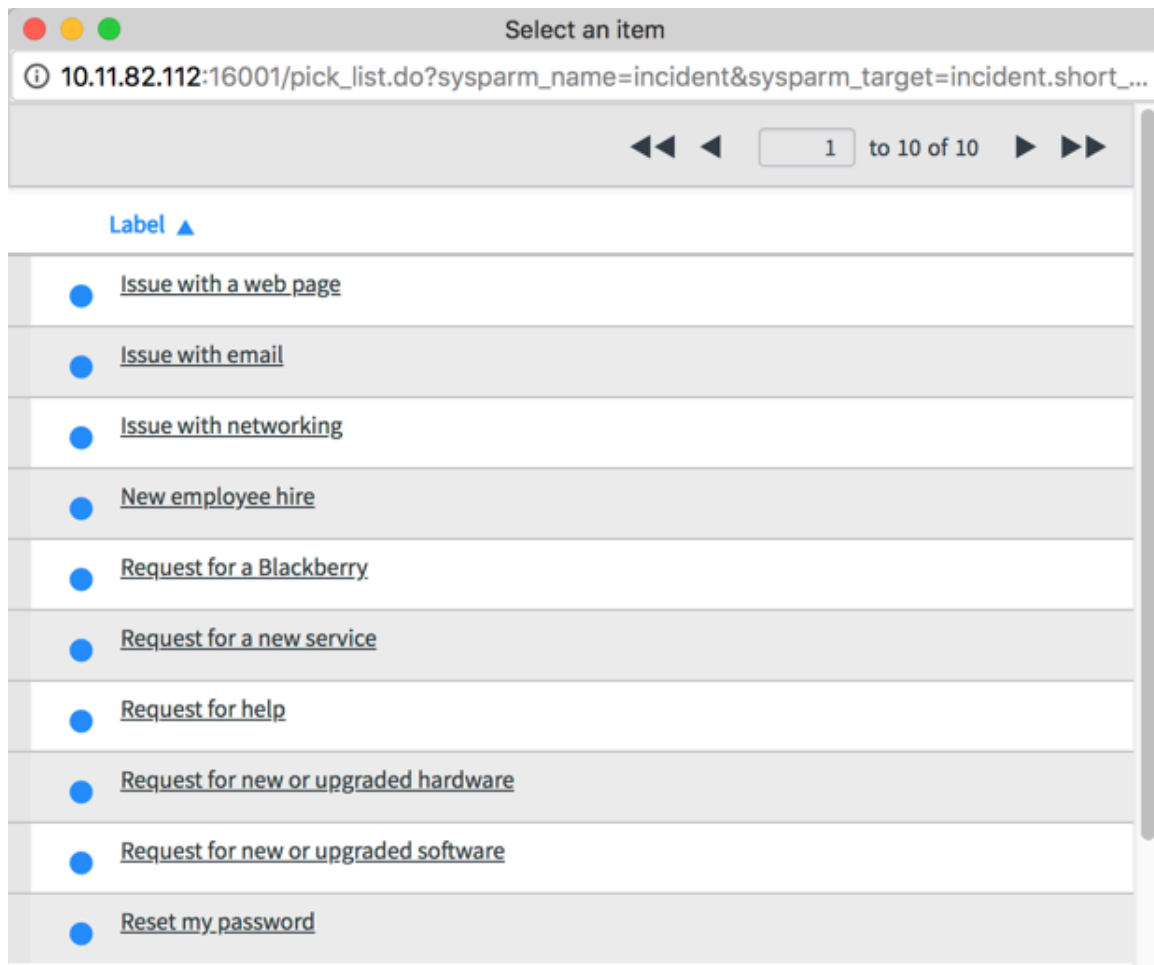 Select an item
10.11.82.112:16001/pick_list.do?sysparm_name=incident&sysparm_target=incident.short_...
1 to 10 of 10
Label
Issue with a web page
Issue with email
Issue with networking
New employee hire
Request for a Blackberry
Request for a new service
Request for help
Request for new or upgraded hardware
Request for new or upgraded software
Reset my password